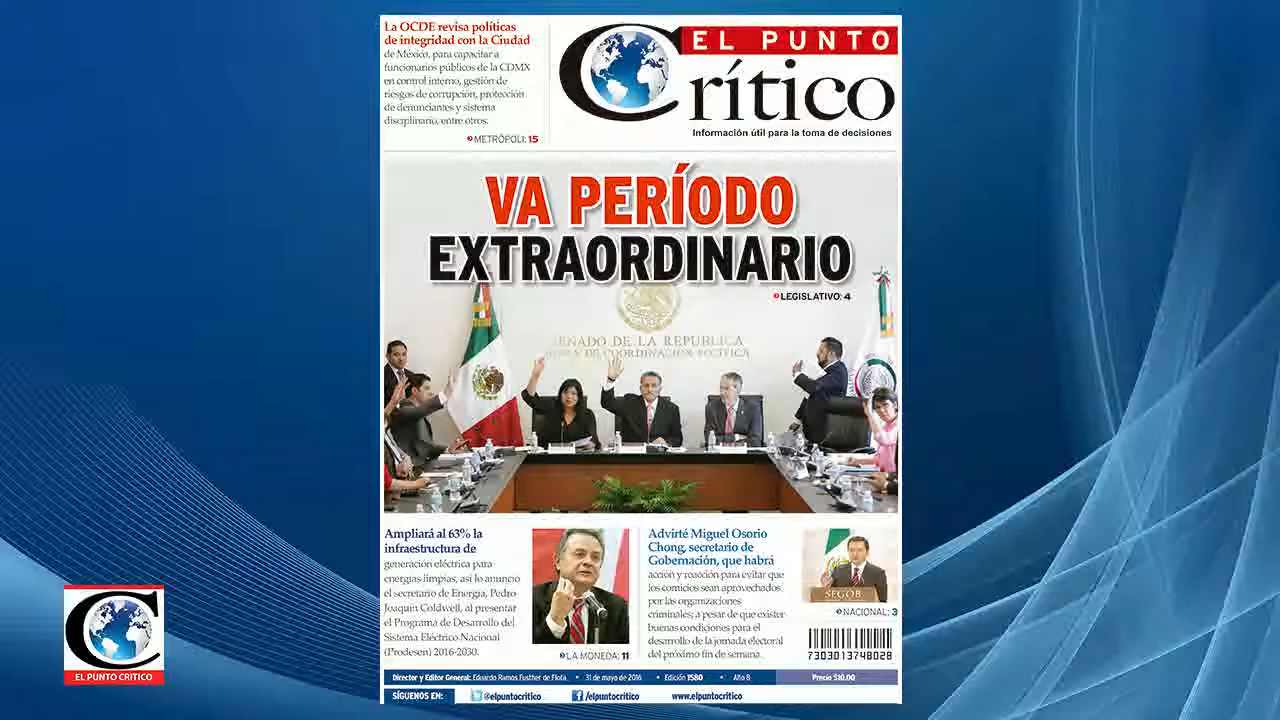 La OCDE revisa políticas
de integridad con la Ciudad
de México, para capacitar a
funcionarios públicos de la CDMX
en control interno, gestión de
riesgos de corrupción, protección
de denunciantes y sistema
disciplinario, entre otros.
METRÓPOLI: 15
EL PUNTO
Crítico
Información útil para la toma de decisiones
VA PERÍODO
EXTRAORDINARIO
LEGISLATIVO: 4
SENADO DE LA REPÚBLICA
DE COORDINACIÓN POLÍTICA
Ampliará al 63% la
infraestructura de
generación eléctrica para
energías limpias, así lo anunció
el secretario de Energía, Pedro
Joaquín Coldwell, al presentar
el Programa de Desarrollo del
Sistema Eléctrico Nacional
(Prodesen) 2016-2030.
LA MONEDA: 11
Advirté Miguel Osorio
Chong, secretario de
Gobernación, que habrá
acción y reacción para evitar que
los comicios sean aprovechados
por las organizaciones
criminales; a pesar de que existen
buenas condiciones para el
desarrollo de la jornada electoral
del próximo fin de semana.
SEGOB
NACIONAL: 3
7303013748028
Director y Editor General: Eduardo Ramos Fusther de Flota • 31 de mayo de 2016 • Edición 1580 • Año 8 Precio $10.00
SÍGUENOS EN: @elpuntocritico /elpuntocritico www.elpuntocritico.com
EL PUNTO CRITICO